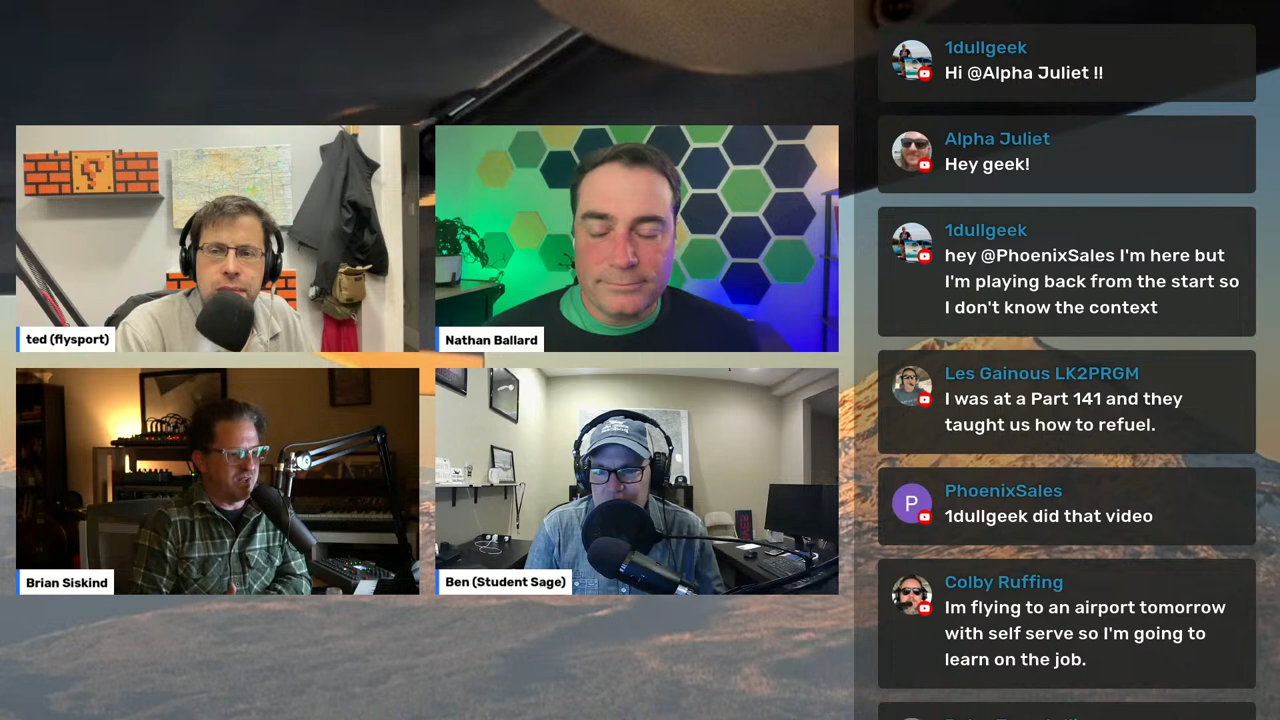 ted (flysport)
Nathan Ballard
Brian Siskind
Ben (Student Sage)
1dullgeek
Hi @Alpha Juliet !!
Alpha Juliet
Hey geek!
1dullgeek
hey @PhoenixSales I'm here but
I'm playing back from the start so
I don't know the context
Les Gainous LK2PRGM
I was at a Part 141 and they
taught us how to refuel.
P
PhoenixSales
1dullgeek did that video
Colby Ruffing
Im flying to an airport tomorrow
with self serve so I'm going to
learn on the job.